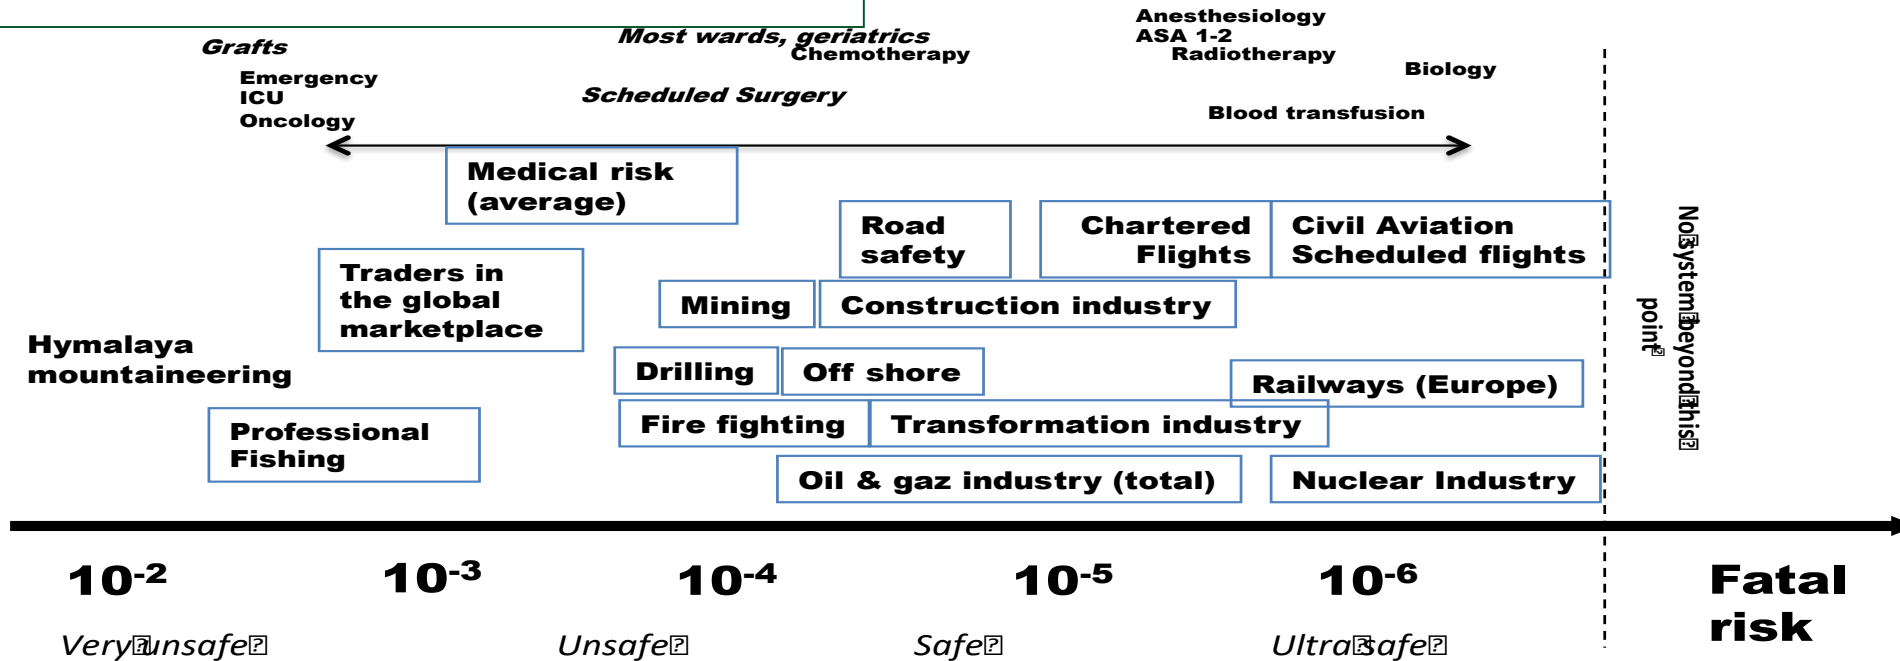 Grafts
Most wards, geriatrics
Chemotherapy
Anesthesiology
ASA 1-2
Radiotherapy
Emergency
ICU
Oncology
Scheduled Surgery
Biology
Blood transfusion
Medical risk
(average)
Road
safety
Chartered
Flights
Civil Aviation
Scheduled flights
Traders in
the global
marketplace
Mining
Construction industry
No system beyond this
point
Hymalaya
mountaineering
Drilling
Off shore
Railways (Europe)
Professional
Fishing
Fire fighting
Transformation industry
Oil & gaz industry (total)
Nuclear Industry
10-2
10-3
10-4
10-5
10-6
Fatal
risk
Very unsafe
Unsafe
Safe
Ultra safe